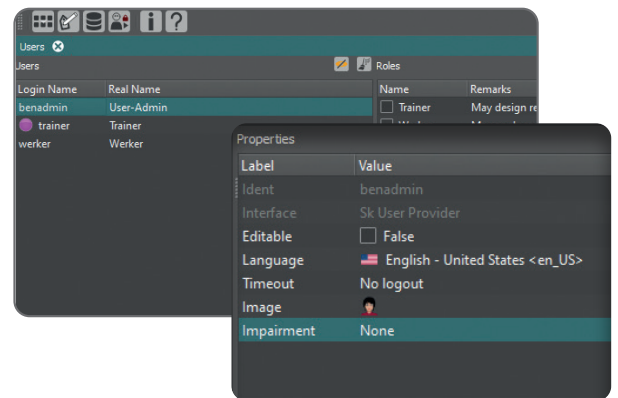 Users
Users
Roles
Login Name Real Name
Name Remarks
benadmin User-Admin
Trainer May design re
trainer Trainer
werker Werker
Properties
Label Value
Ident benadmin
Interface Sk User Provider
Editable False
Language English - United States <en_US>
Timeout No logout
Image
Impairment None